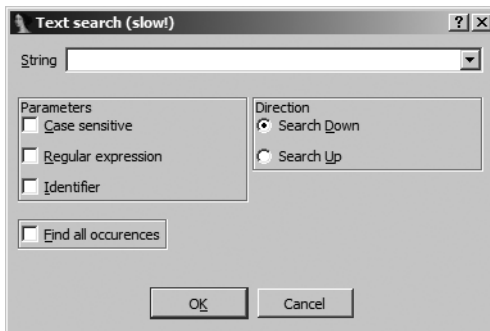 Text search (slow!)
String
Parameters
Case sensitive
Regular expression
Identifier
Direction
Search Down
Search Up
Find all occurences
OK
Cancel